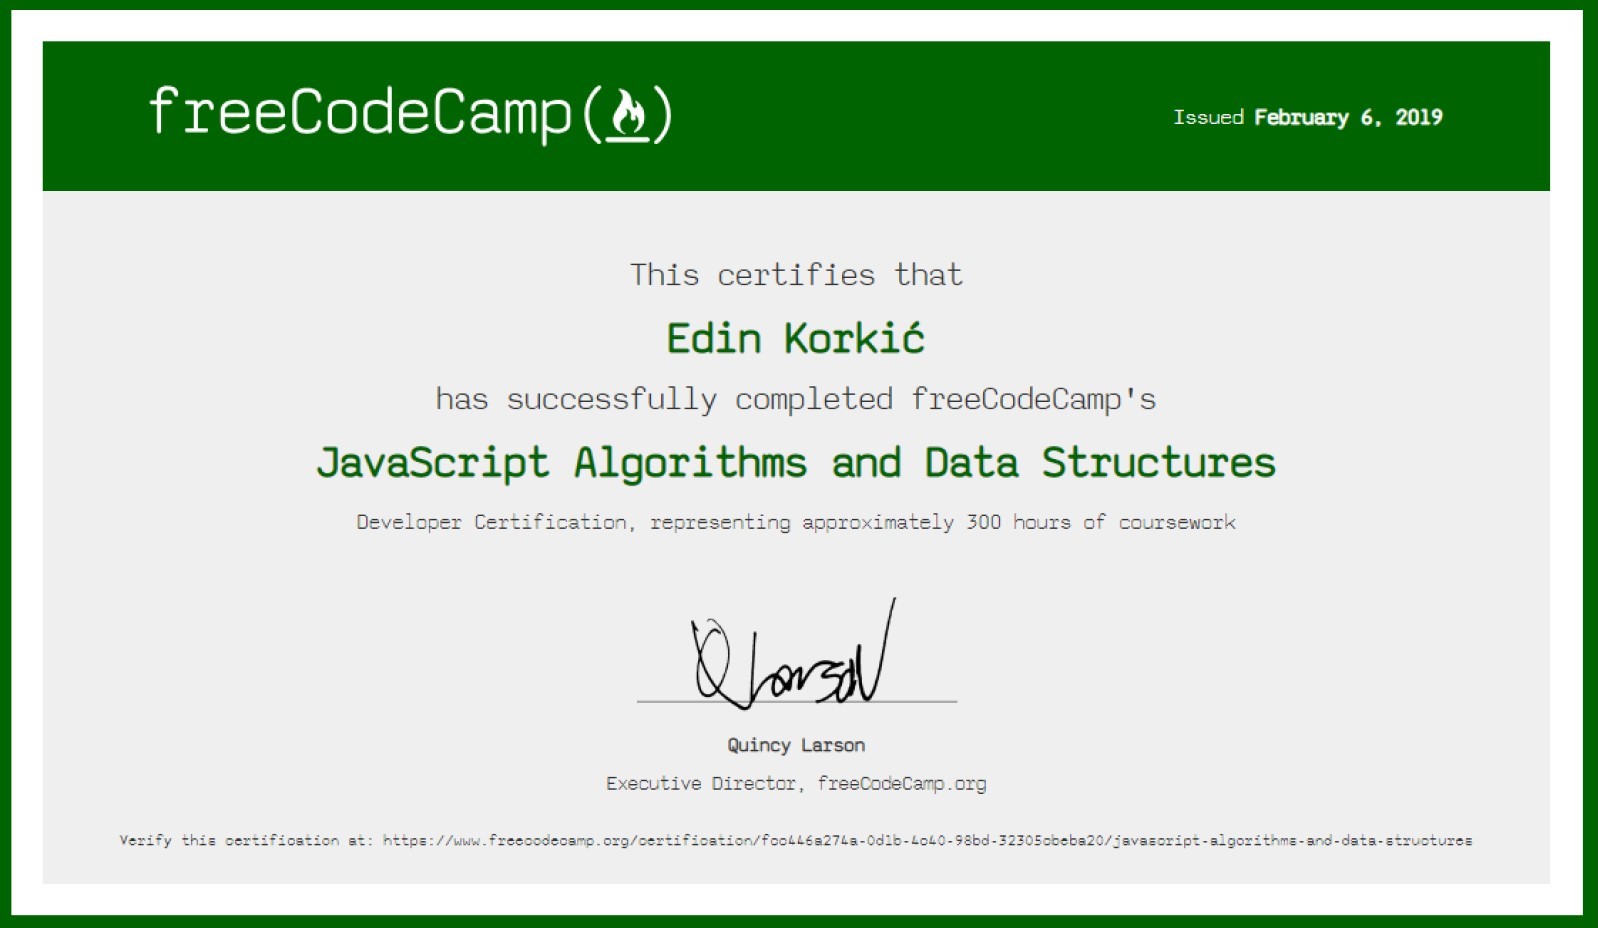 freeCodeCamp(🔥)
Issued February 6, 2019
This certifies that
Edin Korkić
has successfully completed freeCodeCamp's
JavaScript Algorithms and Data Structures
Developer Certification, representing approximately 300 hours of coursework
Q Larson
Quincy Larson
Executive Director, freeCodeCamp.org
Verify this certification at: https://www.freecodecamp.org/certification/fcc446a274a-0d1b-4c40-98bd-32305cbeba20/javascript-algorithms-and-data-structures